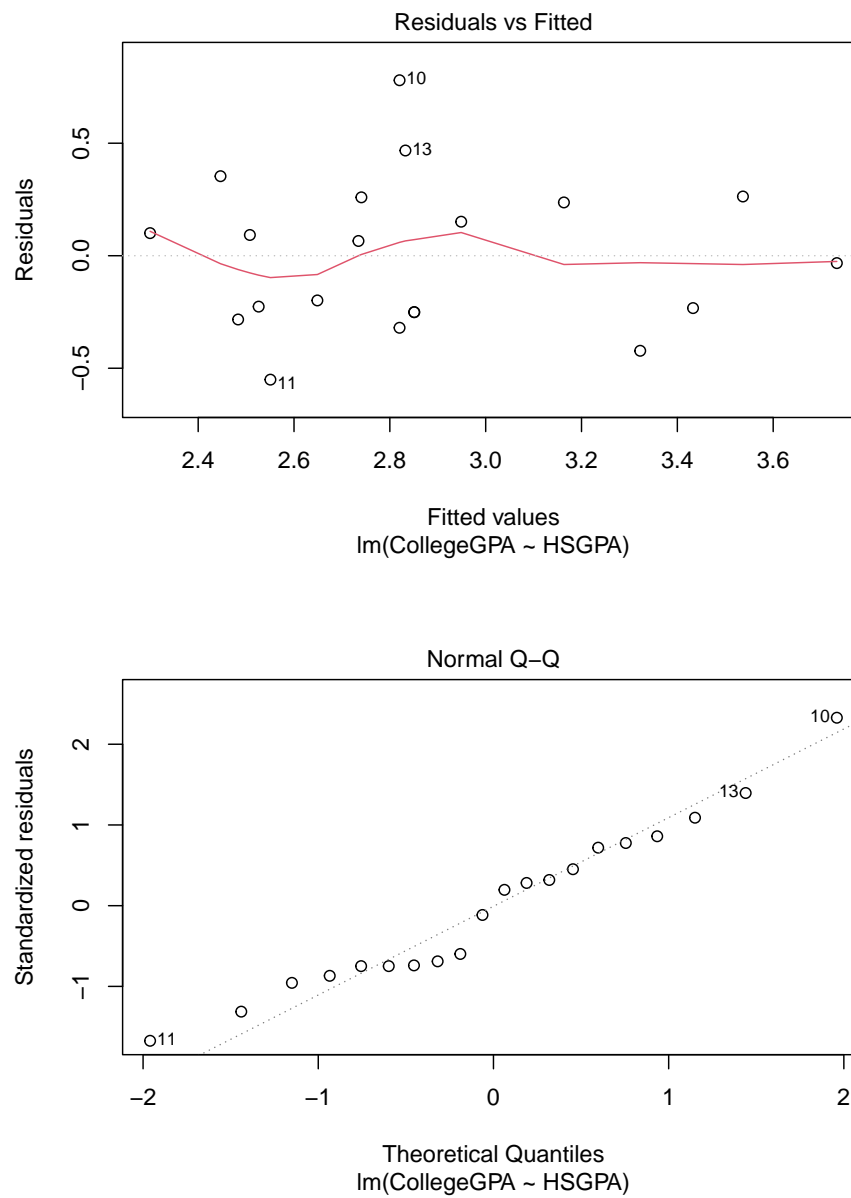 Residuals vs Fitted
10
13
11
0.5
0.0
−0.5
Residuals
2.4 2.6 2.8 3.0 3.2 3.4 3.6
Fitted values
lm(CollegeGPA ~ HSGPA)
Normal Q−Q
10
13
11
2
1
0
−1
Standardized residuals
−2 −1 0 1 2
Theoretical Quantiles
lm(CollegeGPA ~ HSGPA)